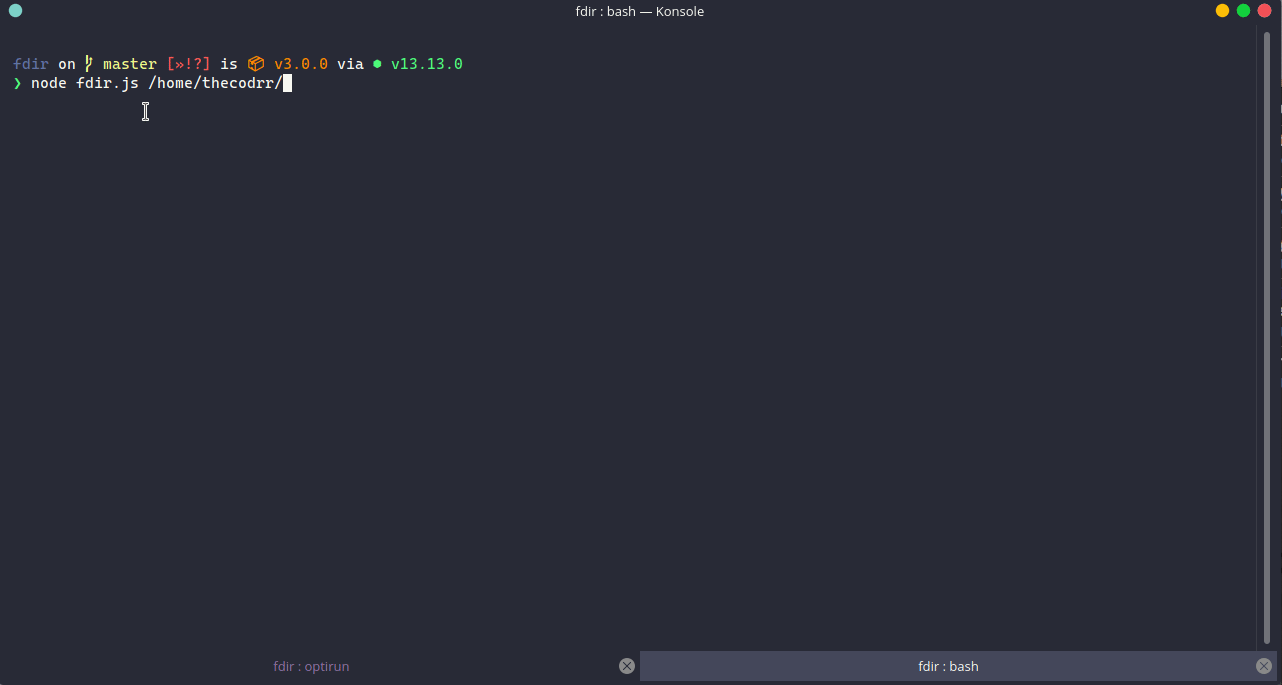 fdir : bash — Konsole
fdir on master [»!?] is 📦 v3.0.0 via ⬢ v13.13.0
❯ node fdir.js /home/thecodrr/
fdir : optirun
fdir : bash